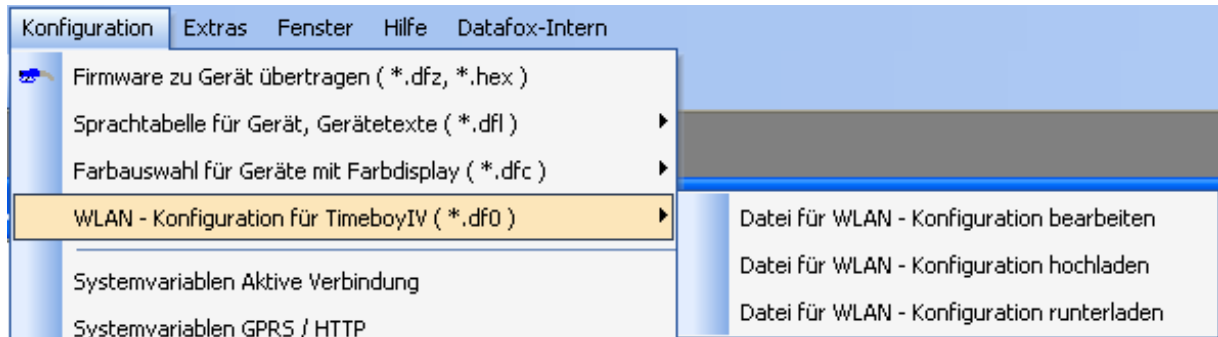 Konfiguration Extras Fenster Hilfe Datafox-Intern
Firmware zu Gerät übertragen ( *.dfz, *.hex )
Sprachtabelle für Gerät, Gerätetexte ( *.dfl )
Farbauswahl für Geräte mit Farbdisplay ( *.dfc )
WLAN - Konfiguration für TimeboyIV ( *.df0 )
Datei für WLAN - Konfiguration bearbeiten
Datei für WLAN - Konfiguration hochladen
Datei für WLAN - Konfiguration runterladen
Systemvariablen Aktive Verbindung
Systemvariablen GPRS / HTTP